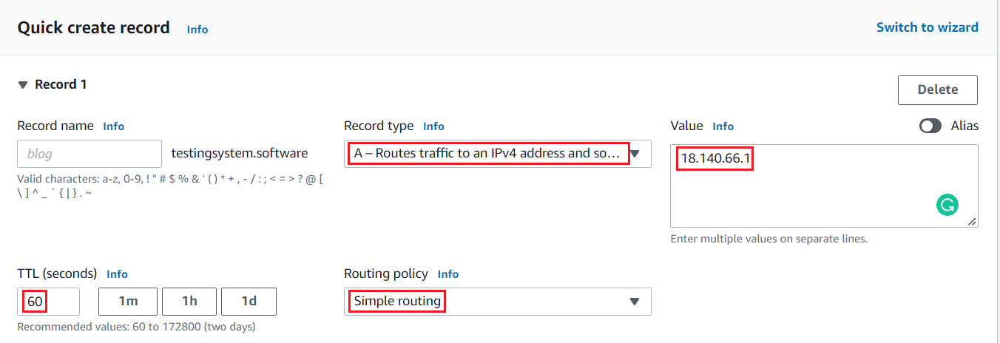 Quick create record Info Switch to wizard
Record 1
Delete
Record name Info Record type Info Value Info Alias
blog testingsystem.software A – Routes traffic to an IPv4 address and so... 18.140.66.1
Valid characters: a-z, 0-9, ! " # $ % & ' ( ) * + , - / : ; < = > ? @ [
\ ] ^ _ ` { | } . ~
Enter multiple values on separate lines.
TTL (seconds) Info Routing policy Info
60 1m 1h 1d Simple routing
Recommended values: 60 to 172800 (two days)